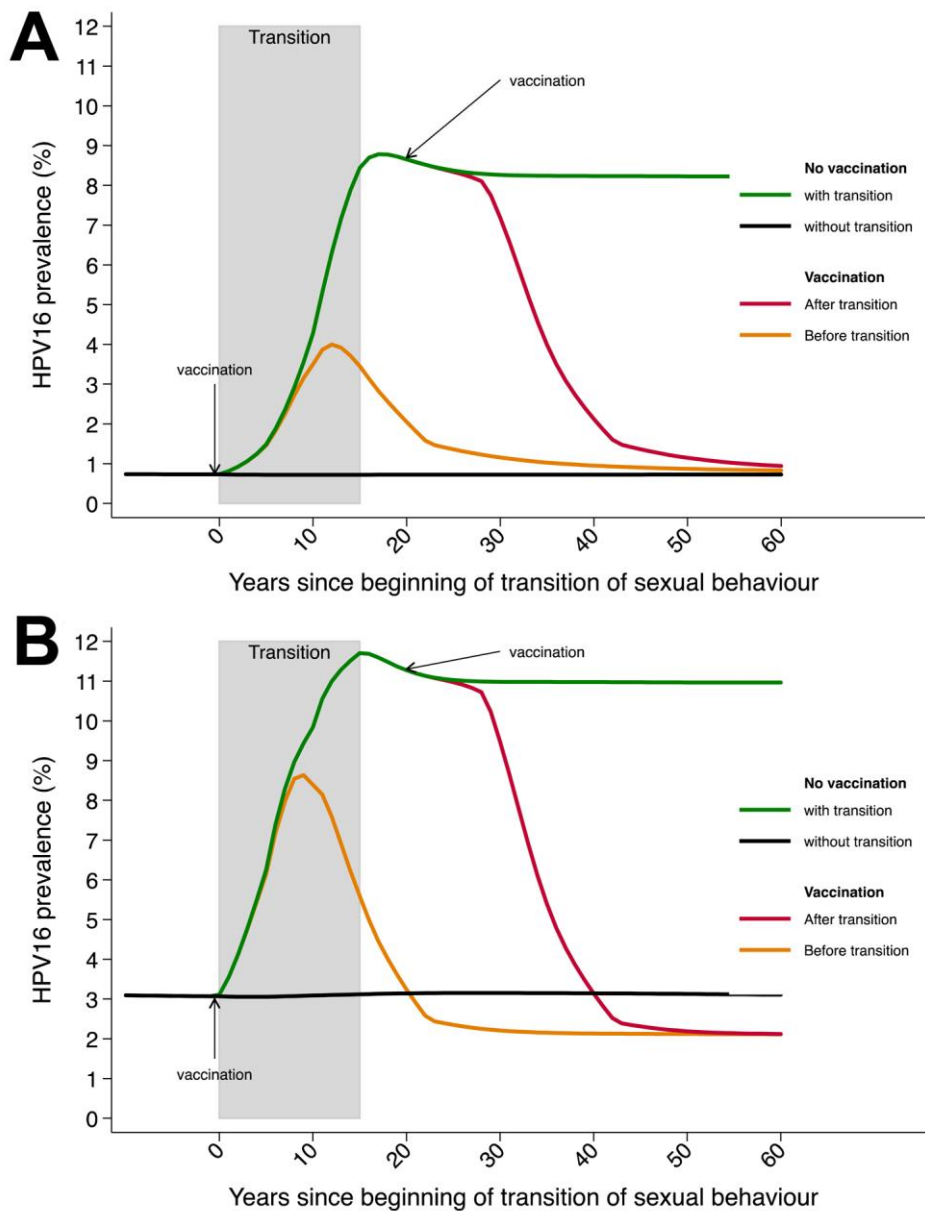 A
Transition
vaccination
vaccination
HPV16 prevalence (%)
12
11
10
9
8
7
6
5
4
3
2
1
0
No vaccination
with transition
without transition
Vaccination
After transition
Before transition
0 10 20 30 40 50 60
Years since beginning of transition of sexual behaviour
B
Transition
vaccination
HPV16 prevalence (%)
12
11
10
9
8
7
6
5
4
3
2
1
0
No vaccination
with transition
without transition
Vaccination
After transition
Before transition
vaccination
0 10 20 30 40 50 60
Years since beginning of transition of sexual behaviour